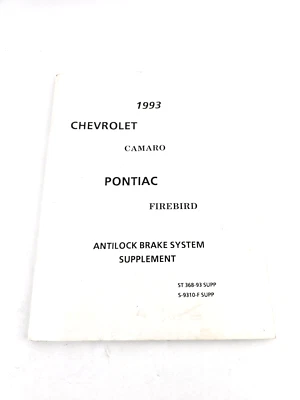 1993
CHEVROLET
CAMARO
PONTIAC
FIREBIRD
ANTILOCK BRAKE SYSTEM
SUPPLEMENT
ST 368-93 SUPP
S-9310-F SUPP